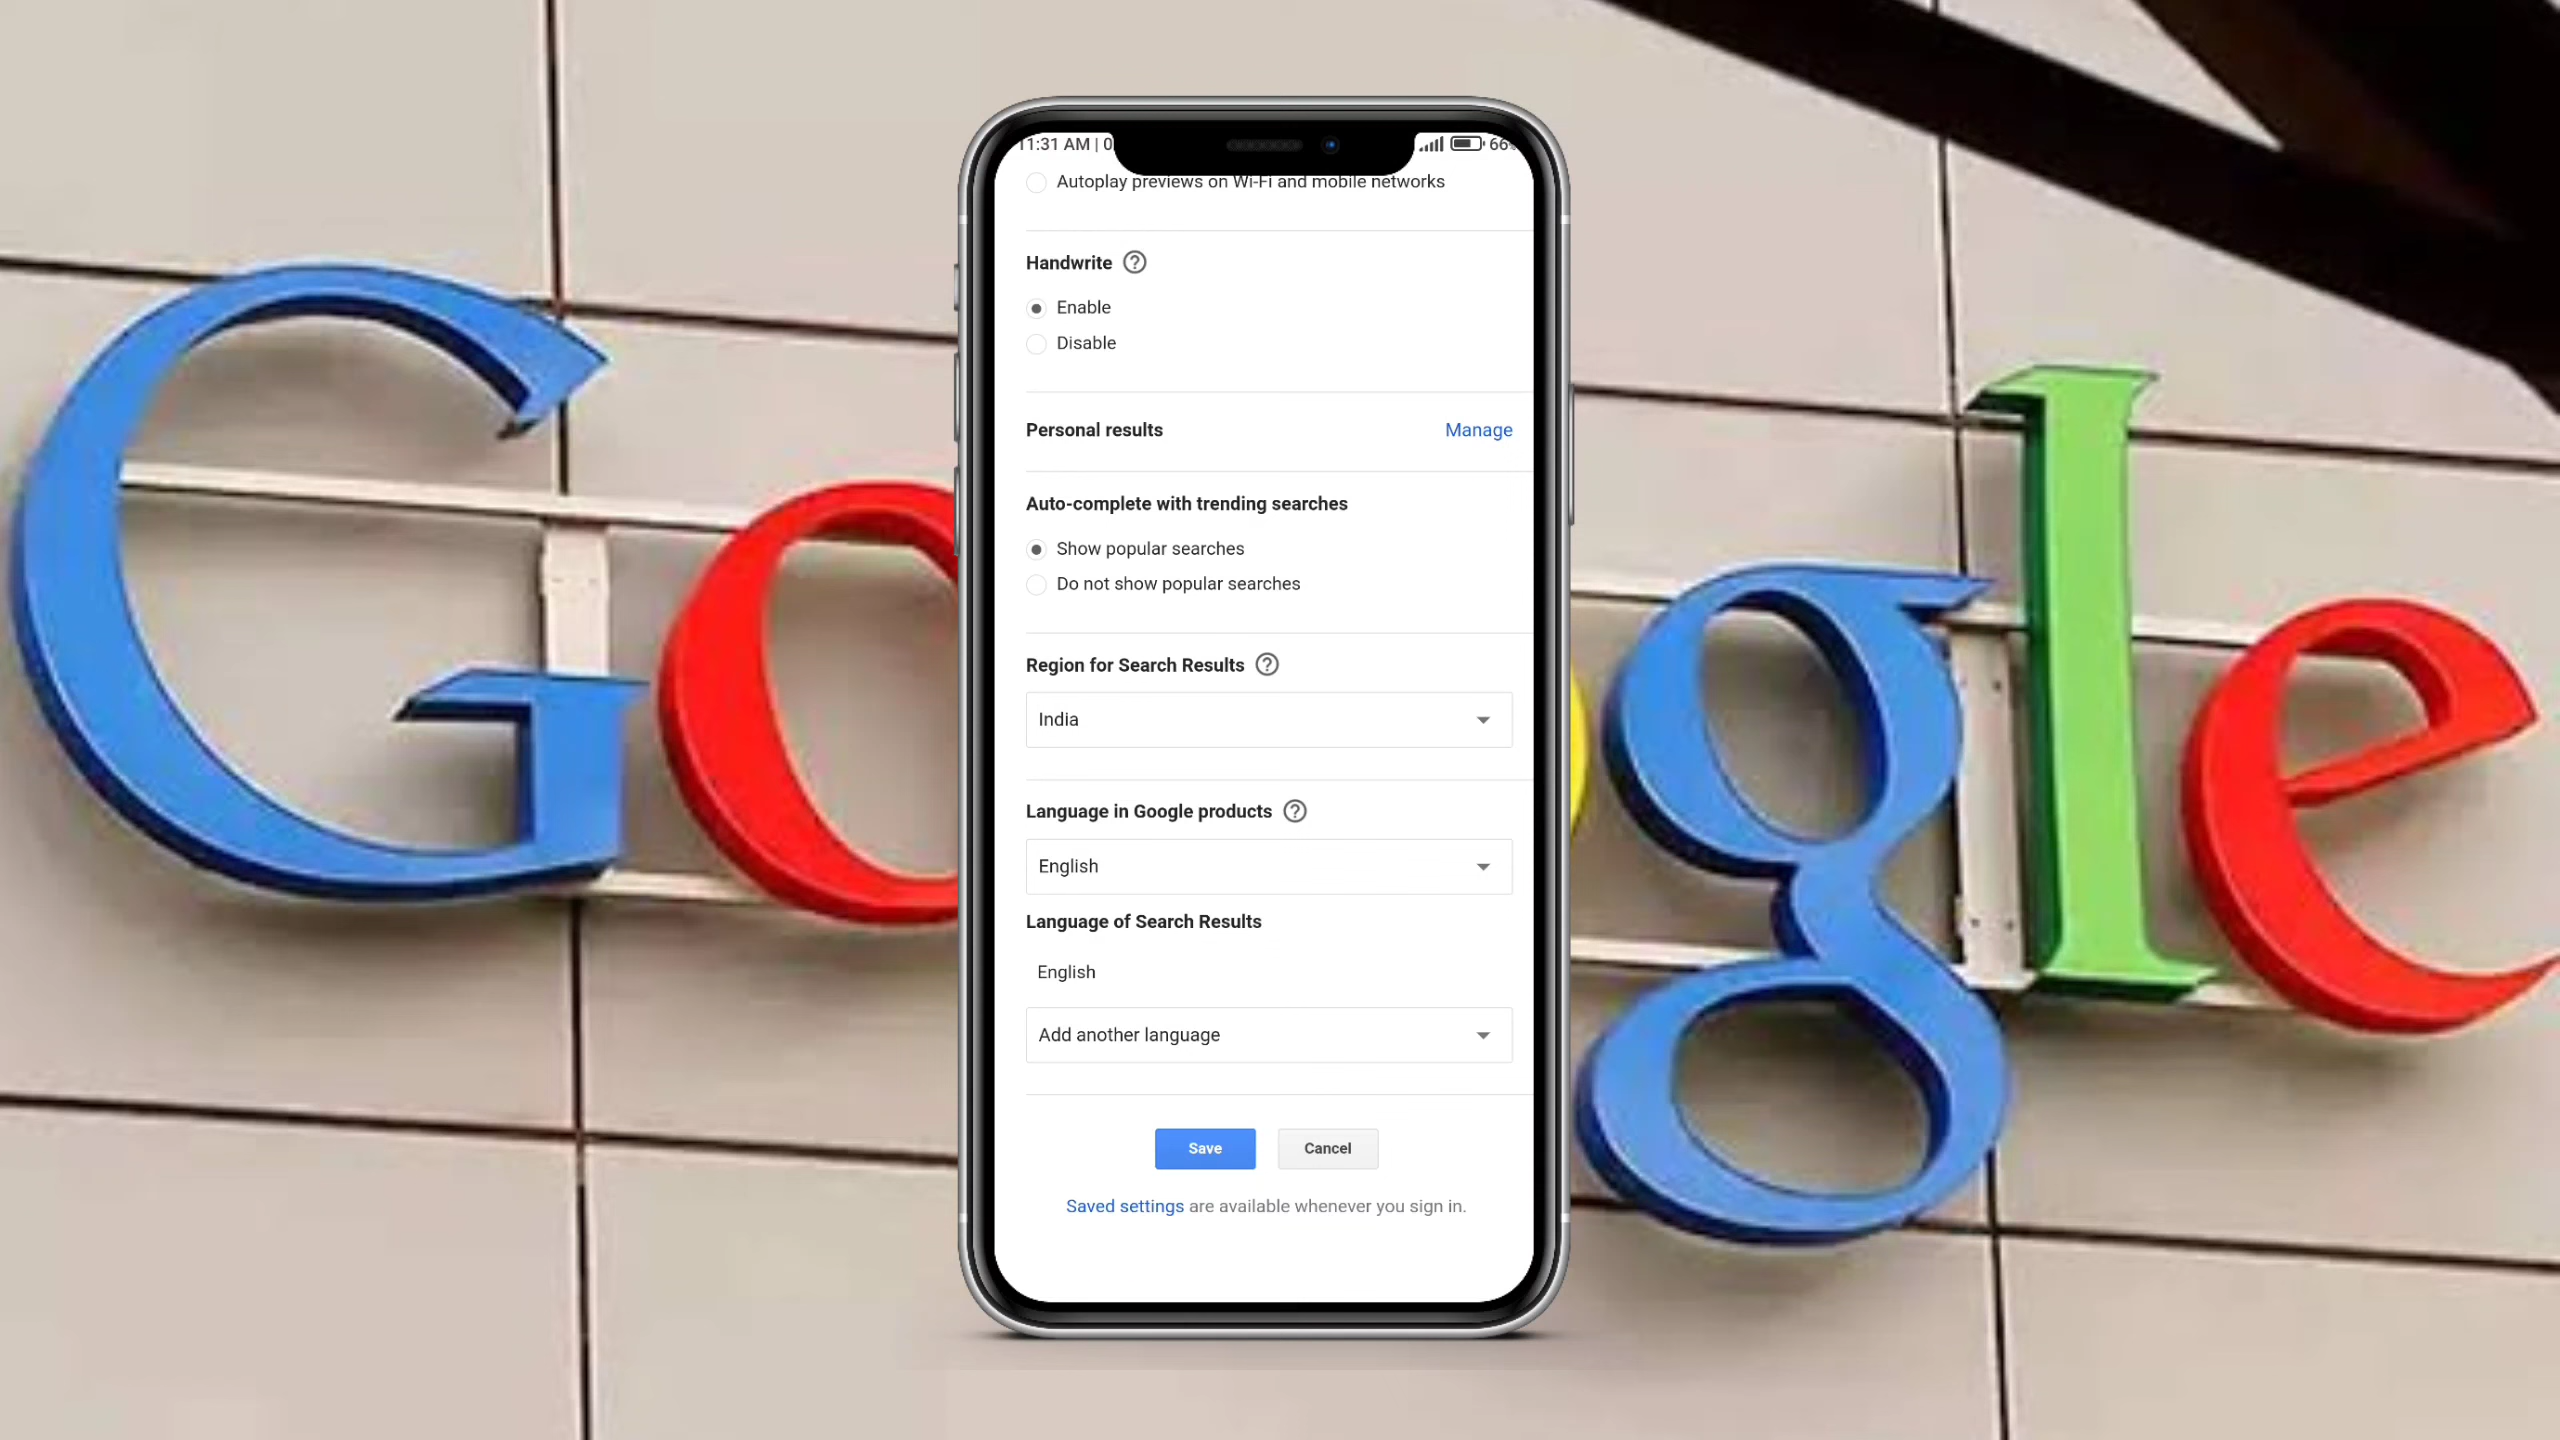 11:31 AM | 0
66%
Autoplay previews on Wi-Fi and mobile networks
Handwrite
Enable
Disable
Personal results Manage
Auto-complete with trending searches
Show popular searches
Do not show popular searches
Region for Search Results
India
Language in Google products
English
Language of Search Results
English
Add another language
Save Cancel
Saved settings are available whenever you sign in.
Google